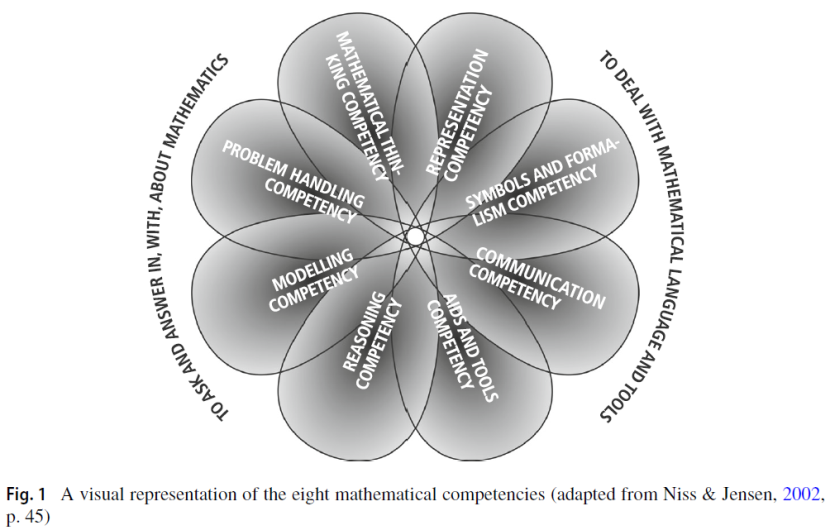 TO ASK AND ANSWER IN, WITH, ABOUT MATHEMATICS
MATHEMATICAL THIN-
KING COMPETENCY
REPRESENTATION
COMPETENCY
PROBLEM HANDLING
COMPETENCY
SYMBOLS AND FORMA-
LISM COMPETENCY
MODELLING
COMPETENCY
COMMUNICATION
COMPETENCY
REASONING
COMPETENCY
AIDS AND TOOLS
COMPETENCY
TO DEAL WITH MATHEMATICAL LANGUAGE AND TOOLS
Fig. 1 A visual representation of the eight mathematical competencies (adapted from Niss & Jensen, 2002,
p. 45)